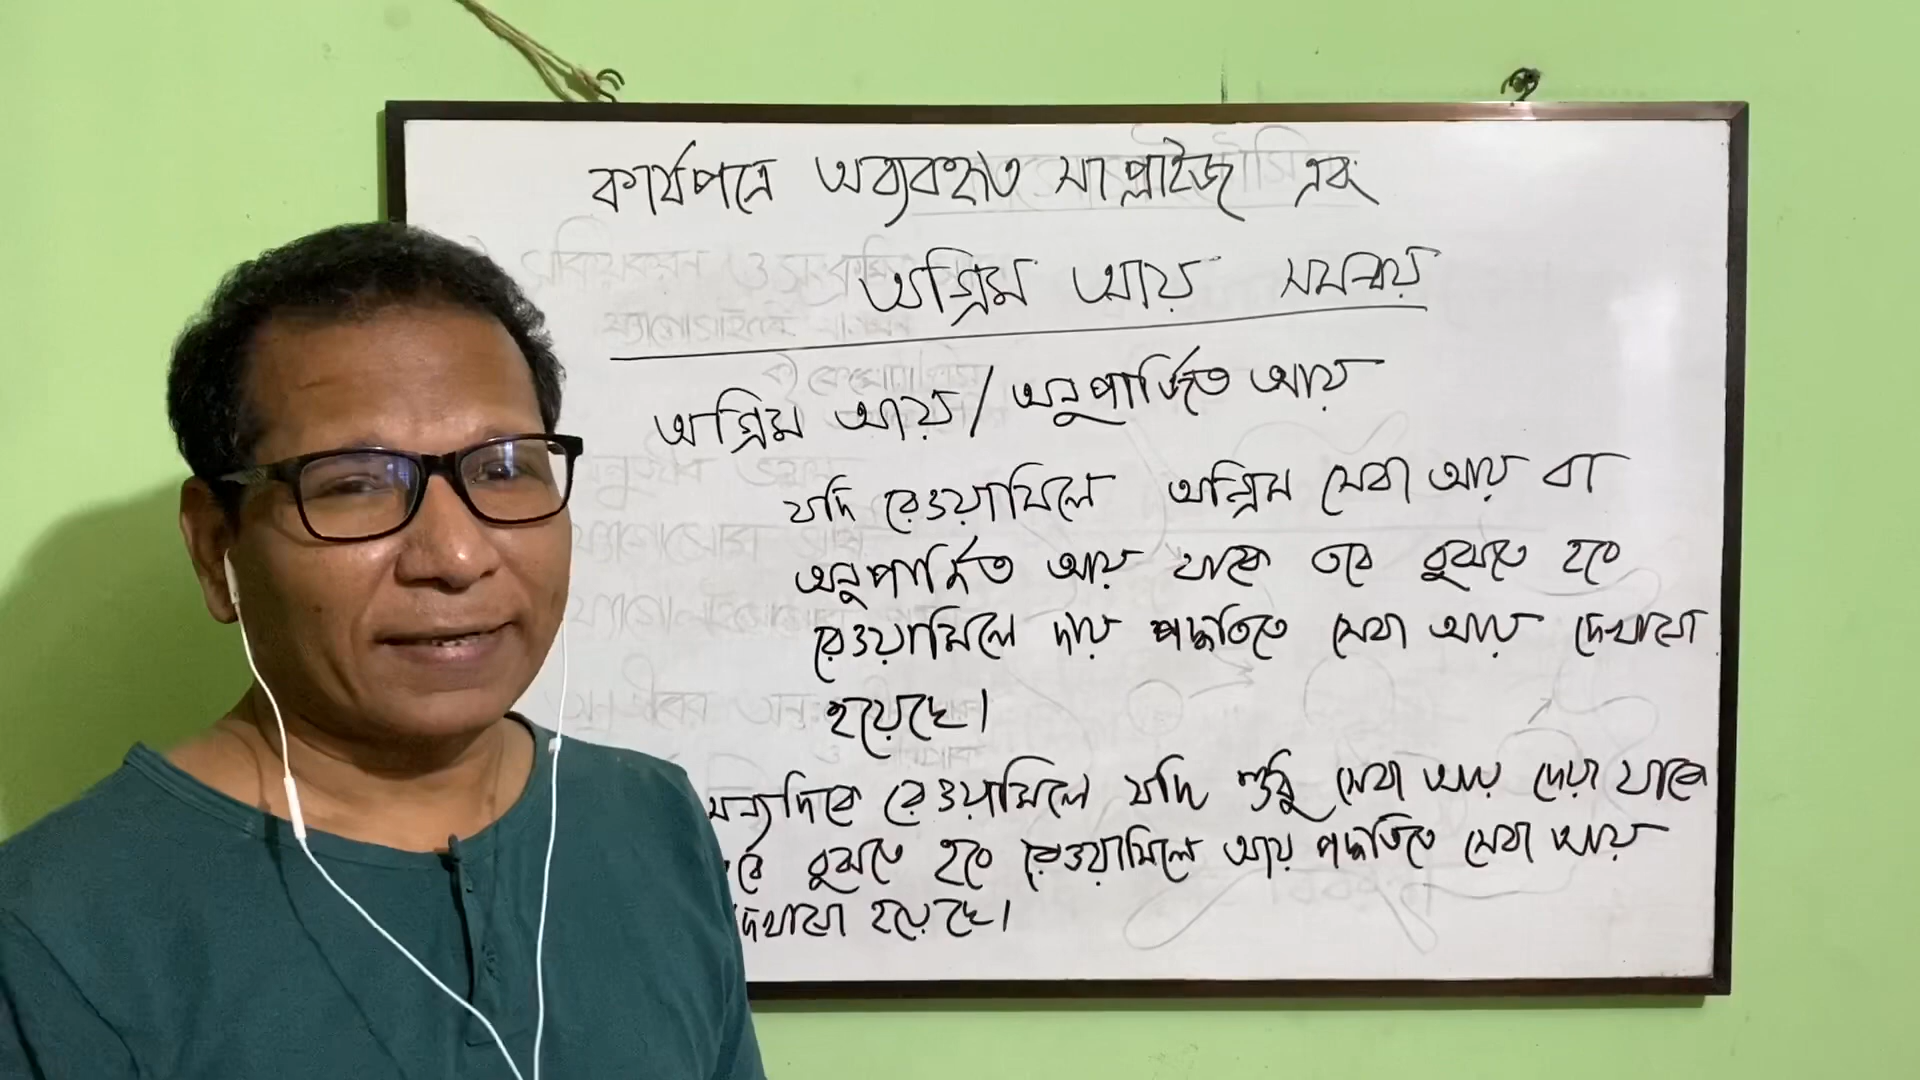 কার্যপত্রে অব্যবহৃত সাপ্লাইজ এবং
অগ্রিম আয় সমন্বয়
অগ্রিম আয় / অনুপার্জিত আয়
যদি রেওয়ামিলে অগ্রিম সেবা আয় বা
অনুপার্জিত আয় থাকে তবে বুঝতে হবে
রেওয়ামিলে দায় পদ্ধতিতে সেবা আয় দেখানো
হয়েছে।
অন্যদিকে রেওয়ামিলে যদি শুধু সেবা আয় দেয়া থাকে
বুঝতে হবে রেওয়ামিলে আয় পদ্ধতিতে সেবা আয়
দেখানো হয়েছে।